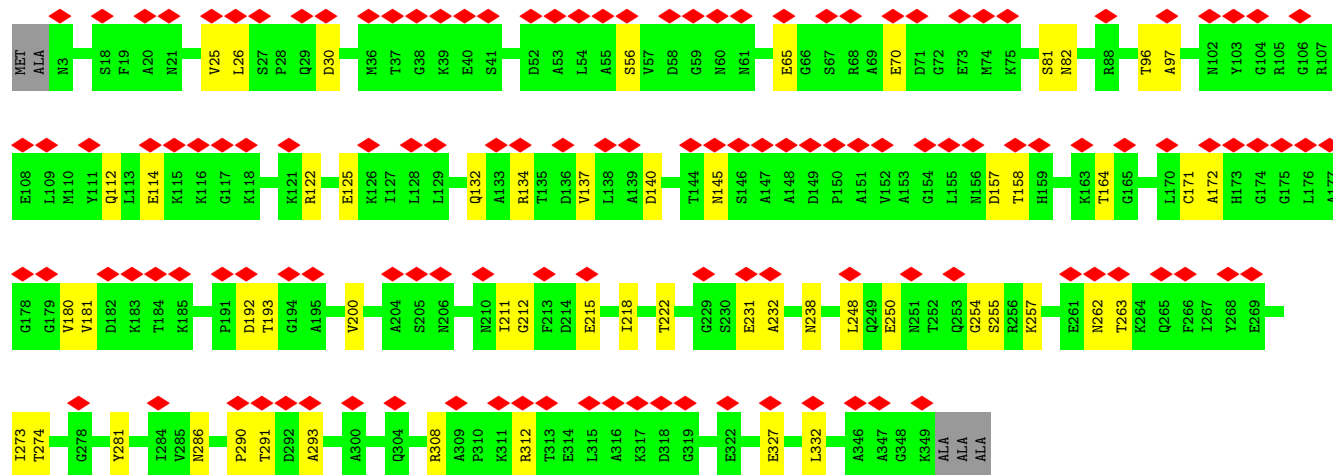 MET ALA N3 S18 F19 A20 N21 V25 L26 S27 P28 Q29 D30 M36 T37 G38 K39 E40 S41 D52 A53 L54 A55 S56 V57 D58 G59 N60 N61 E65 G66 S67 R68 A69 E70 D71 G72 E73 M74 K75 S81 N82 R88 T96 A97 N102 Y103 G104 R105 G106 R107
E108 L109 M110 Y111 Q112 L113 E114 K115 K116 G117 K118 K121 R122 E125 K126 I127 L128 L129 Q132 A133 R134 T135 D136 V137 L138 A139 D140 T144 N145 S146 A147 A148 D149 P150 A151 V152 A153 G154 L155 N156 D157 T158 H159 K163 T164 G165 L170 C171 A172 H173 G174 G175 L176 A177
G178 G179 V180 V181 D182 K183 T184 K185 P191 D192 T193 G194 A195 V200 A204 S205 N206 N210 I211 G212 F213 D214 E215 I218 T222 G229 S230 E231 A232 N238 L248 Q249 E250 N251 T252 Q253 G254 S255 R256 K257 E261 N262 T263 K264 Q265 F266 I267 Y268 E269
I273 T274 G278 Y281 I284 V285 N286 P290 T291 D292 A293 A300 Q304 R308 A309 P310 K311 R312 T313 E314 L315 A316 K317 D318 G319 E322 E327 L332 A346 A347 G348 K349 ALA ALA ALA